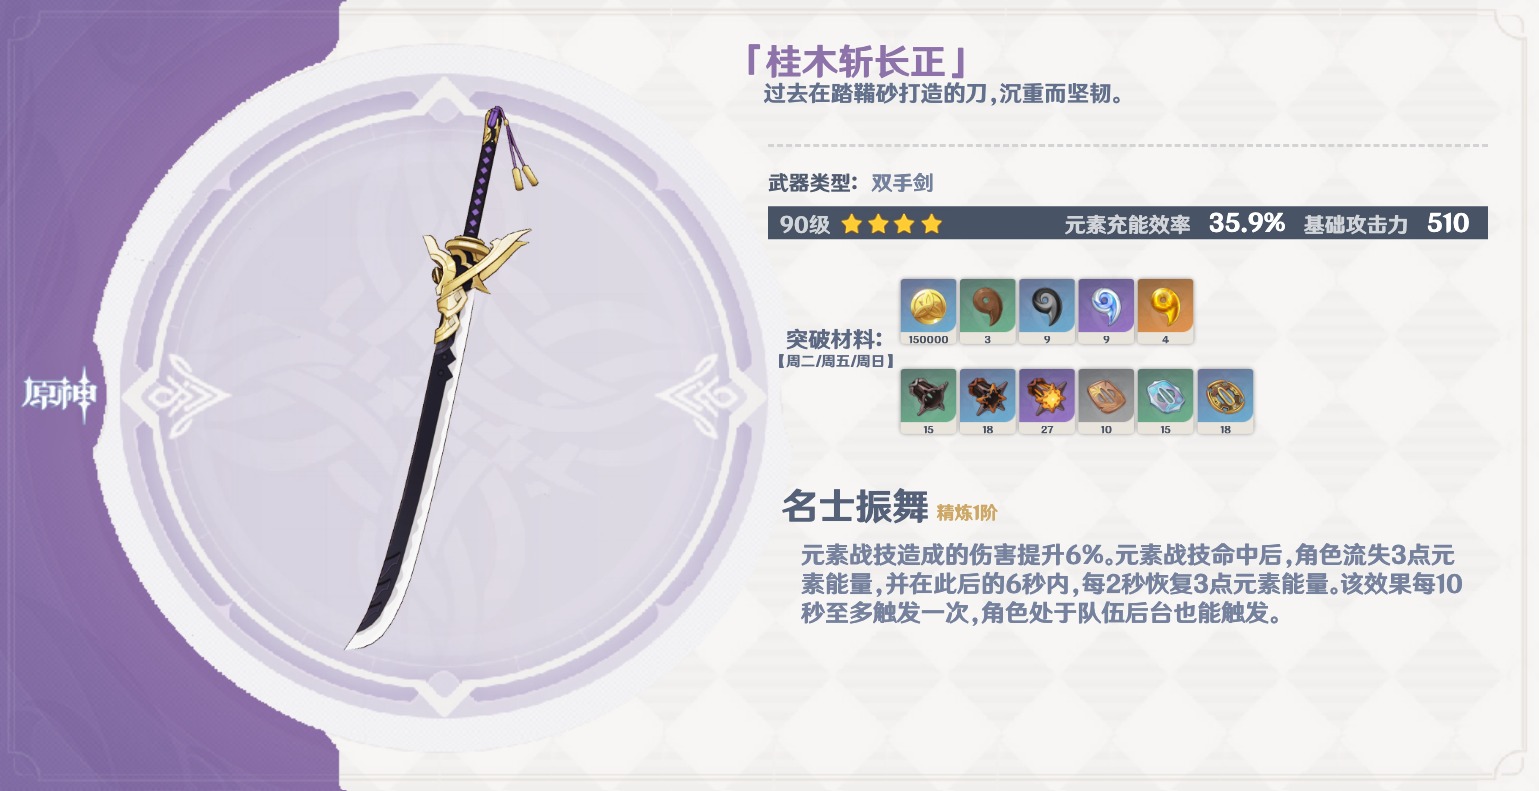 「桂木斩长正」
过去在踏鞴砂打造的刀,沉重而坚韧。
武器类型: 双手剑
90级 元素充能效率 35.9% 基础攻击力 510
突破材料:
【周二/周五/周日】
150000 3 9 9 4
15 18 27 10 15 18
原神
名士振舞 精炼1阶
元素战技造成的伤害提升6%。元素战技命中后,角色流失3点元
素能量,并在此后的6秒内,每2秒恢复3点元素能量。该效果每10
秒至多触发一次,角色处于队伍后台也能触发。